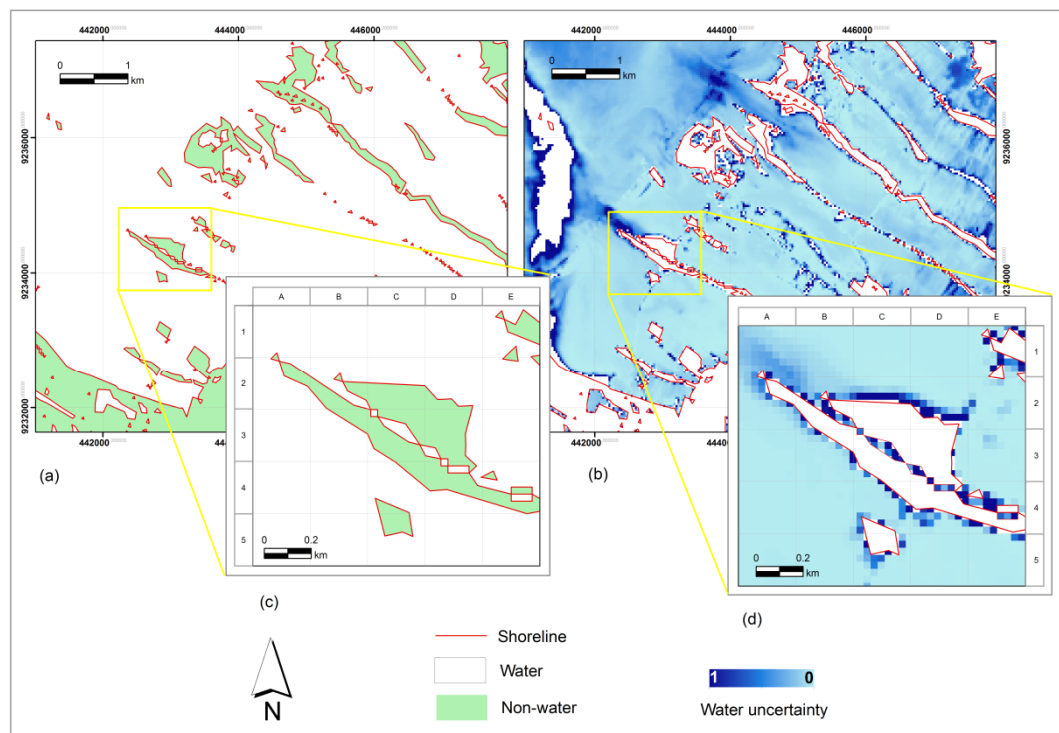 442000 444000 446000
442000 444000 446000
0 1
km
0 1
km
9236000
9234000
9232000
9236000
9234000
A B C D E
1
2
3
4
5
0 0.2
km
A B C D E
1
2
3
4
5
0 0.2
km
442000
442000
(a)
(b)
(c)
(d)
N
Shoreline
Water
Non-water
1 0
Water uncertainty